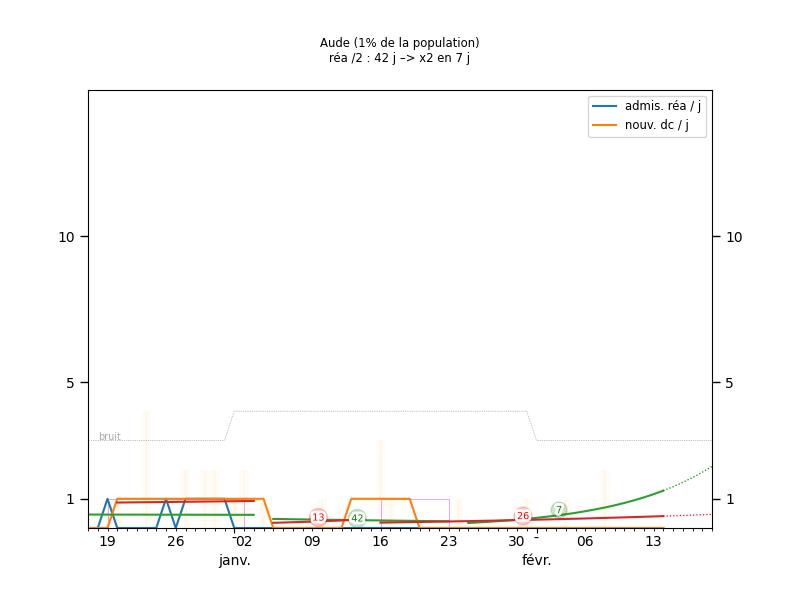 Aude (1% de la population)
réa /2 : 42 j –> x2 en 7 j
admis. réa / j
nouv. dc / j
10 10
5 5
bruit
1 1
13 42 26 7
19 26 02 09 16 23 30 06 13
janv. févr.